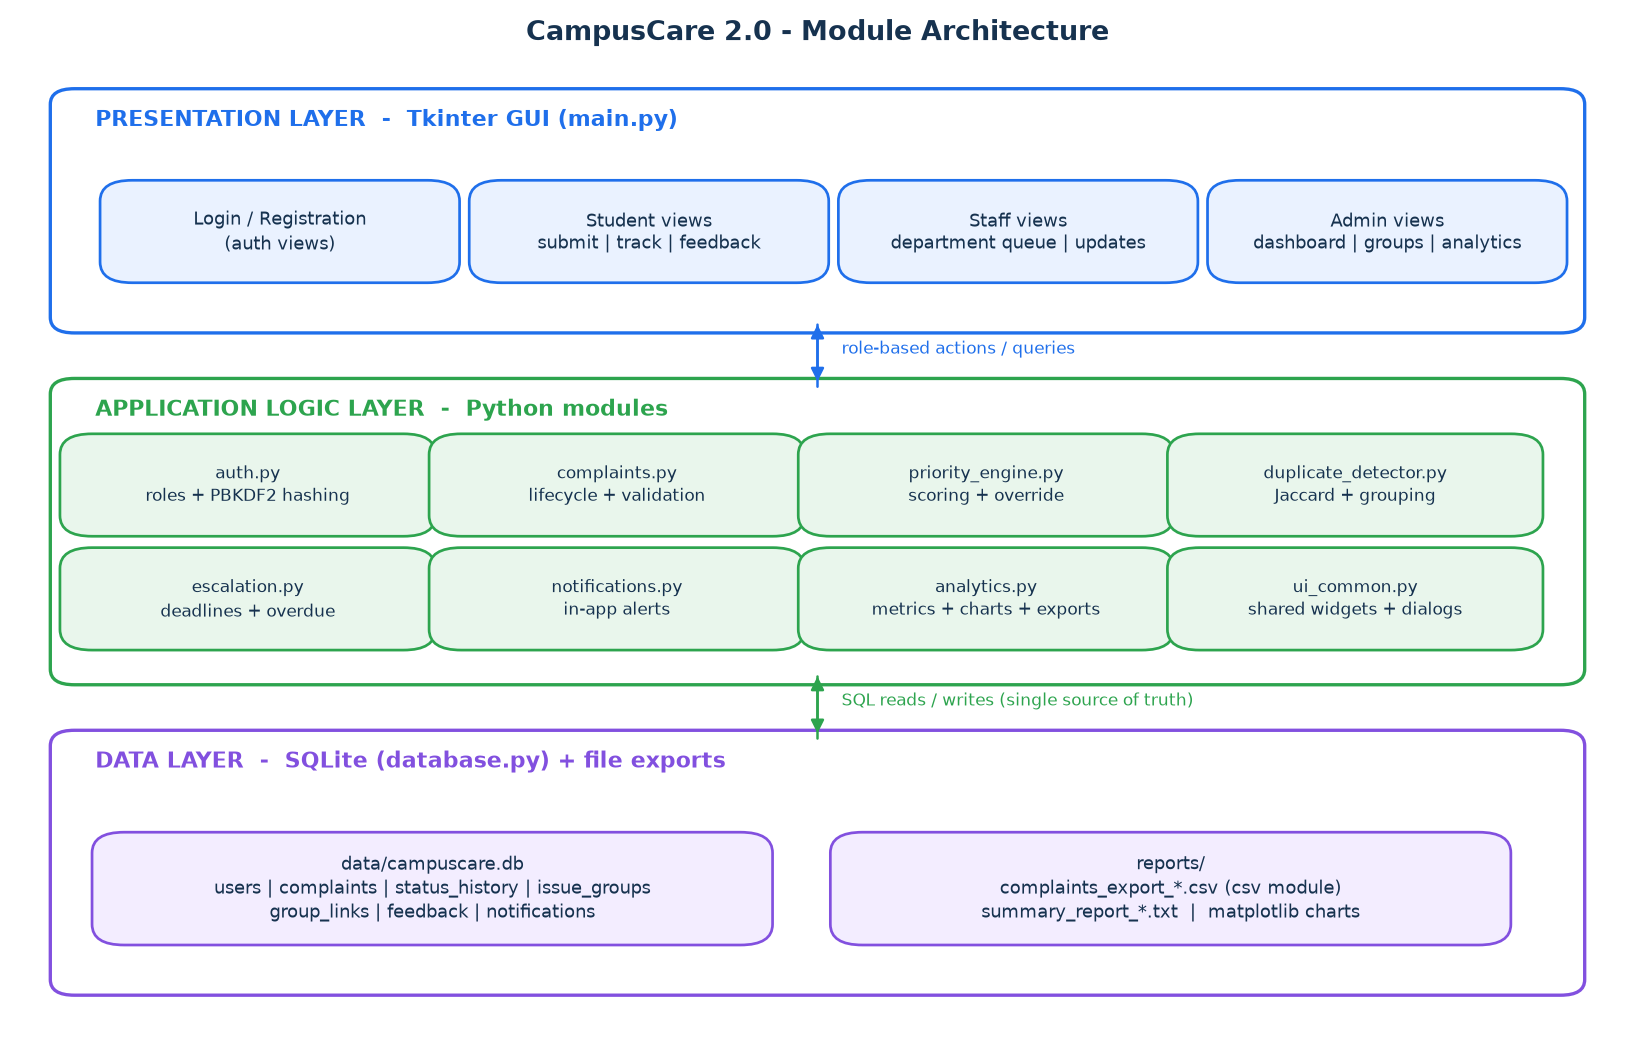 CampusCare 2.0 - Module Architecture
PRESENTATION LAYER - Tkinter GUI (main.py)
Login / Registration
(auth views)
Student views
submit | track | feedback
Staff views
department queue | updates
Admin views
dashboard | groups | analytics
role-based actions / queries
APPLICATION LOGIC LAYER - Python modules
auth.py
roles + PBKDF2 hashing
complaints.py
lifecycle + validation
priority_engine.py
scoring + override
duplicate_detector.py
Jaccard + grouping
escalation.py
deadlines + overdue
notifications.py
in-app alerts
analytics.py
metrics + charts + exports
ui_common.py
shared widgets + dialogs
SQL reads / writes (single source of truth)
DATA LAYER - SQLite (database.py) + file exports
data/campuscare.db
users | complaints | status_history | issue_groups
group_links | feedback | notifications
reports/
complaints_export_*.csv (csv module)
summary_report_*.txt | matplotlib charts